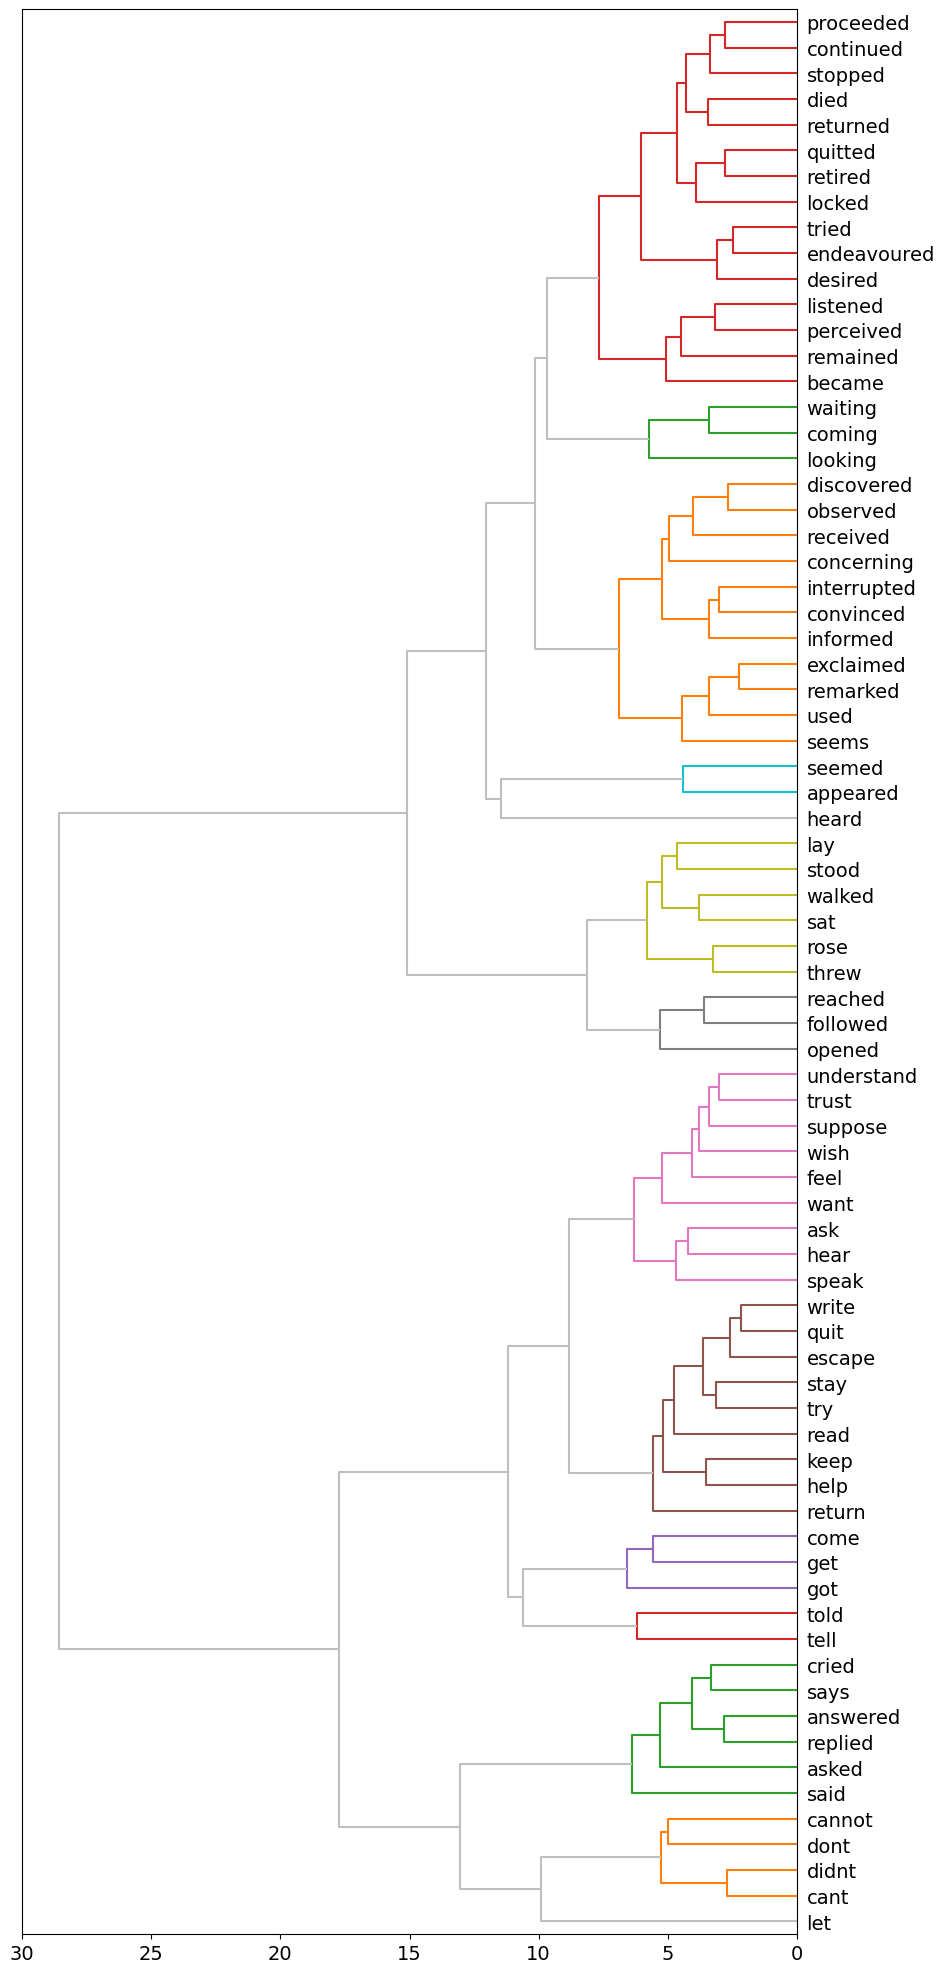 proceeded
continued
stopped
died
returned
quitted
retired
locked
tried
endeavoured
desired
listened
perceived
remained
became
waiting
coming
looking
discovered
observed
received
concerning
interrupted
convinced
informed
exclaimed
remarked
used
seems
seemed
appeared
heard
lay
stood
walked
sat
rose
threw
reached
followed
opened
understand
trust
suppose
wish
feel
want
ask
hear
speak
write
quit
escape
stay
try
read
keep
help
return
come
get
got
told
tell
cried
says
answered
replied
asked
said
cannot
dont
didnt
cant
let
30 25 20 15 10 5 0